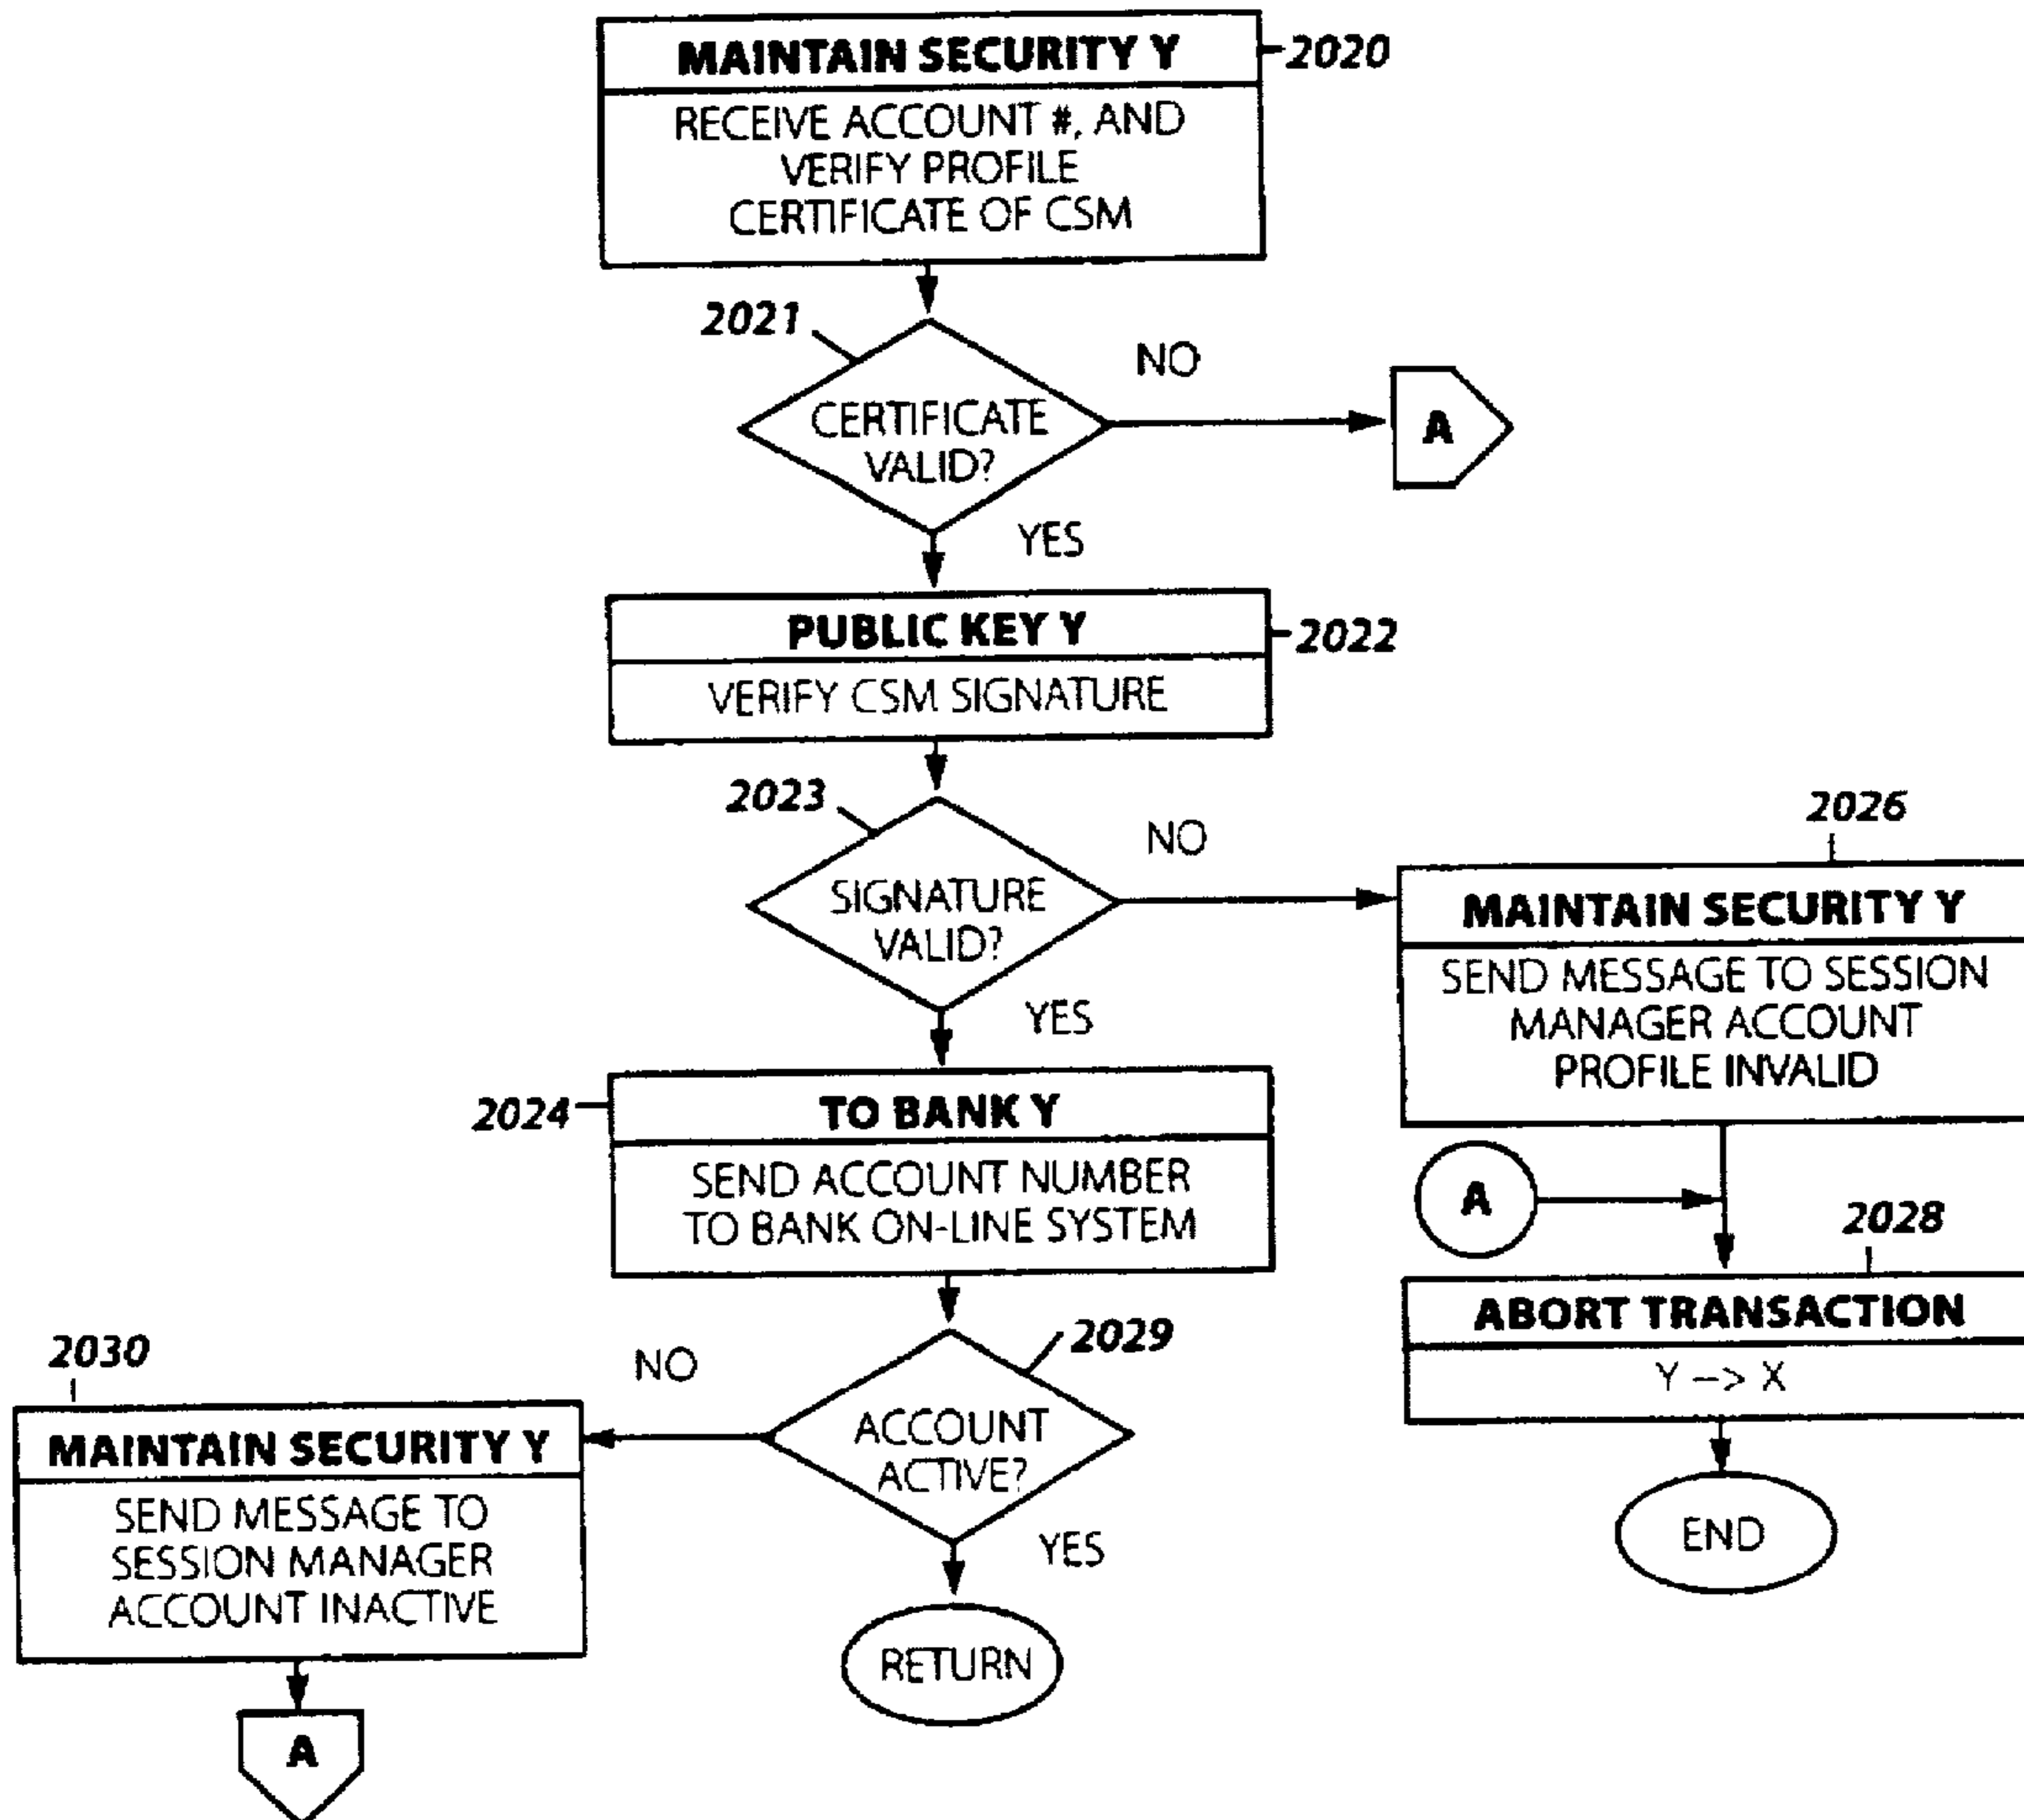 MAINTAIN SECURITY Y
2020
RECEIVE ACCOUNT #, AND
VERIFY PROFILE
CERTIFICATE OF CSM
2021
NO
CERTIFICATE
VALID?
A
YES
PUBLIC KEY Y
2022
VERIFY CSM SIGNATURE
2023
NO
SIGNATURE
VALID?
YES
2026
MAINTAIN SECURITY Y
SEND MESSAGE TO SESSION
MANAGER ACCOUNT
PROFILE INVALID
2024
TO BANK Y
SEND ACCOUNT NUMBER
TO BANK ON-LINE SYSTEM
A
2028
ABORT TRANSACTION
Y --> X
END
2029
NO
ACCOUNT
ACTIVE?
YES
RETURN
2030
MAINTAIN SECURITY Y
SEND MESSAGE TO
SESSION MANAGER
ACCOUNT INACTIVE
A